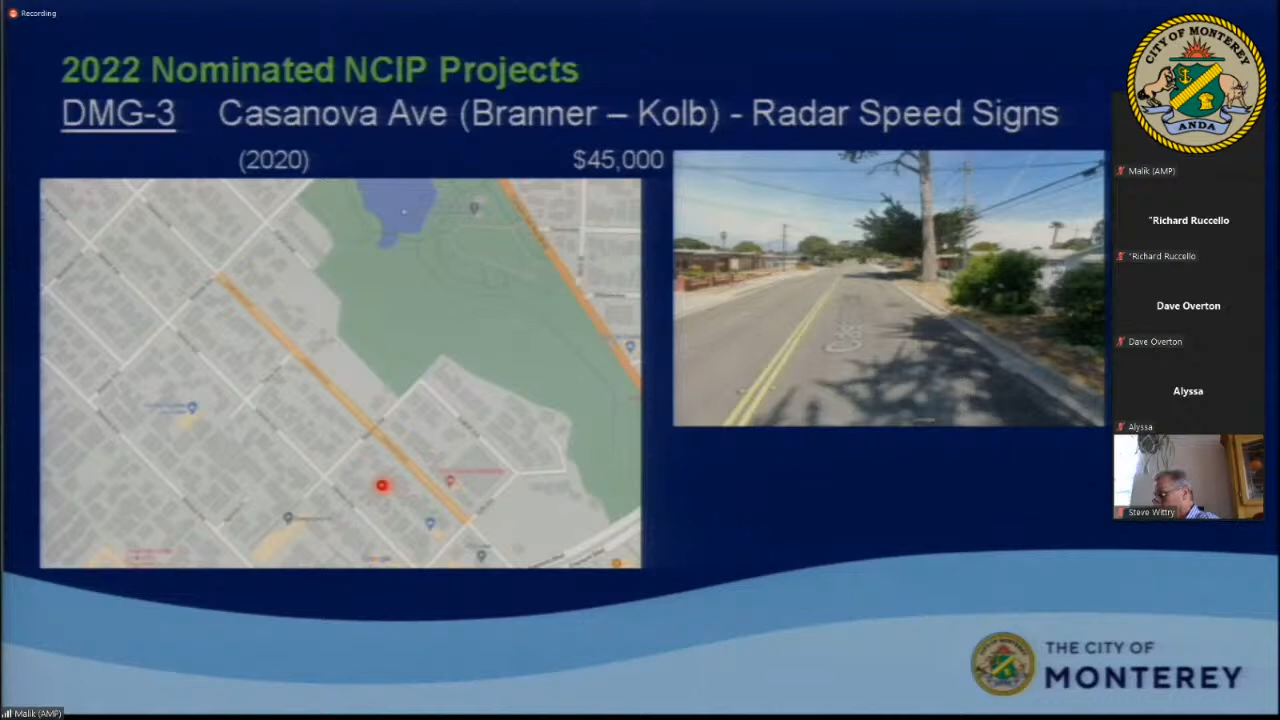 Recording
2022 Nominated NCIP Projects
DMG-3 Casanova Ave (Branner – Kolb) - Radar Speed Signs
(2020) $45,000
CITY OF MONTEREY
ANDA
Malik (AMP)
"Richard Ruccello
"Richard Ruccello
Dave Overton
Dave Overton
Alyssa
Alyssa
Steve Wittry
THE CITY OF
MONTEREY
Malik (AMP)